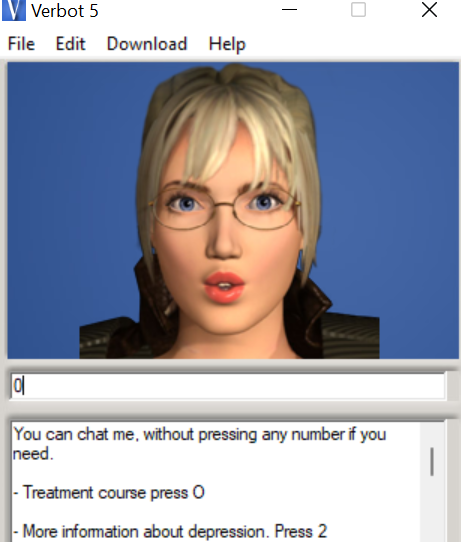 Verbot 5
File Edit Download Help
0
You can chat me, without pressing any number if you
need.
- Treatment course press O
- More information about depression. Press 2